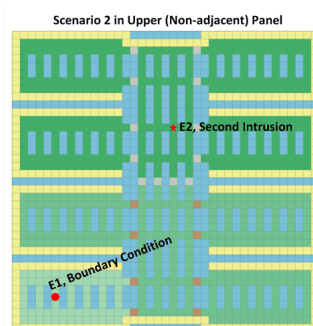 Scenario 2 in Upper (Non-adjacent) Panel
E2, Second Intrusion
E1, Boundary Condition